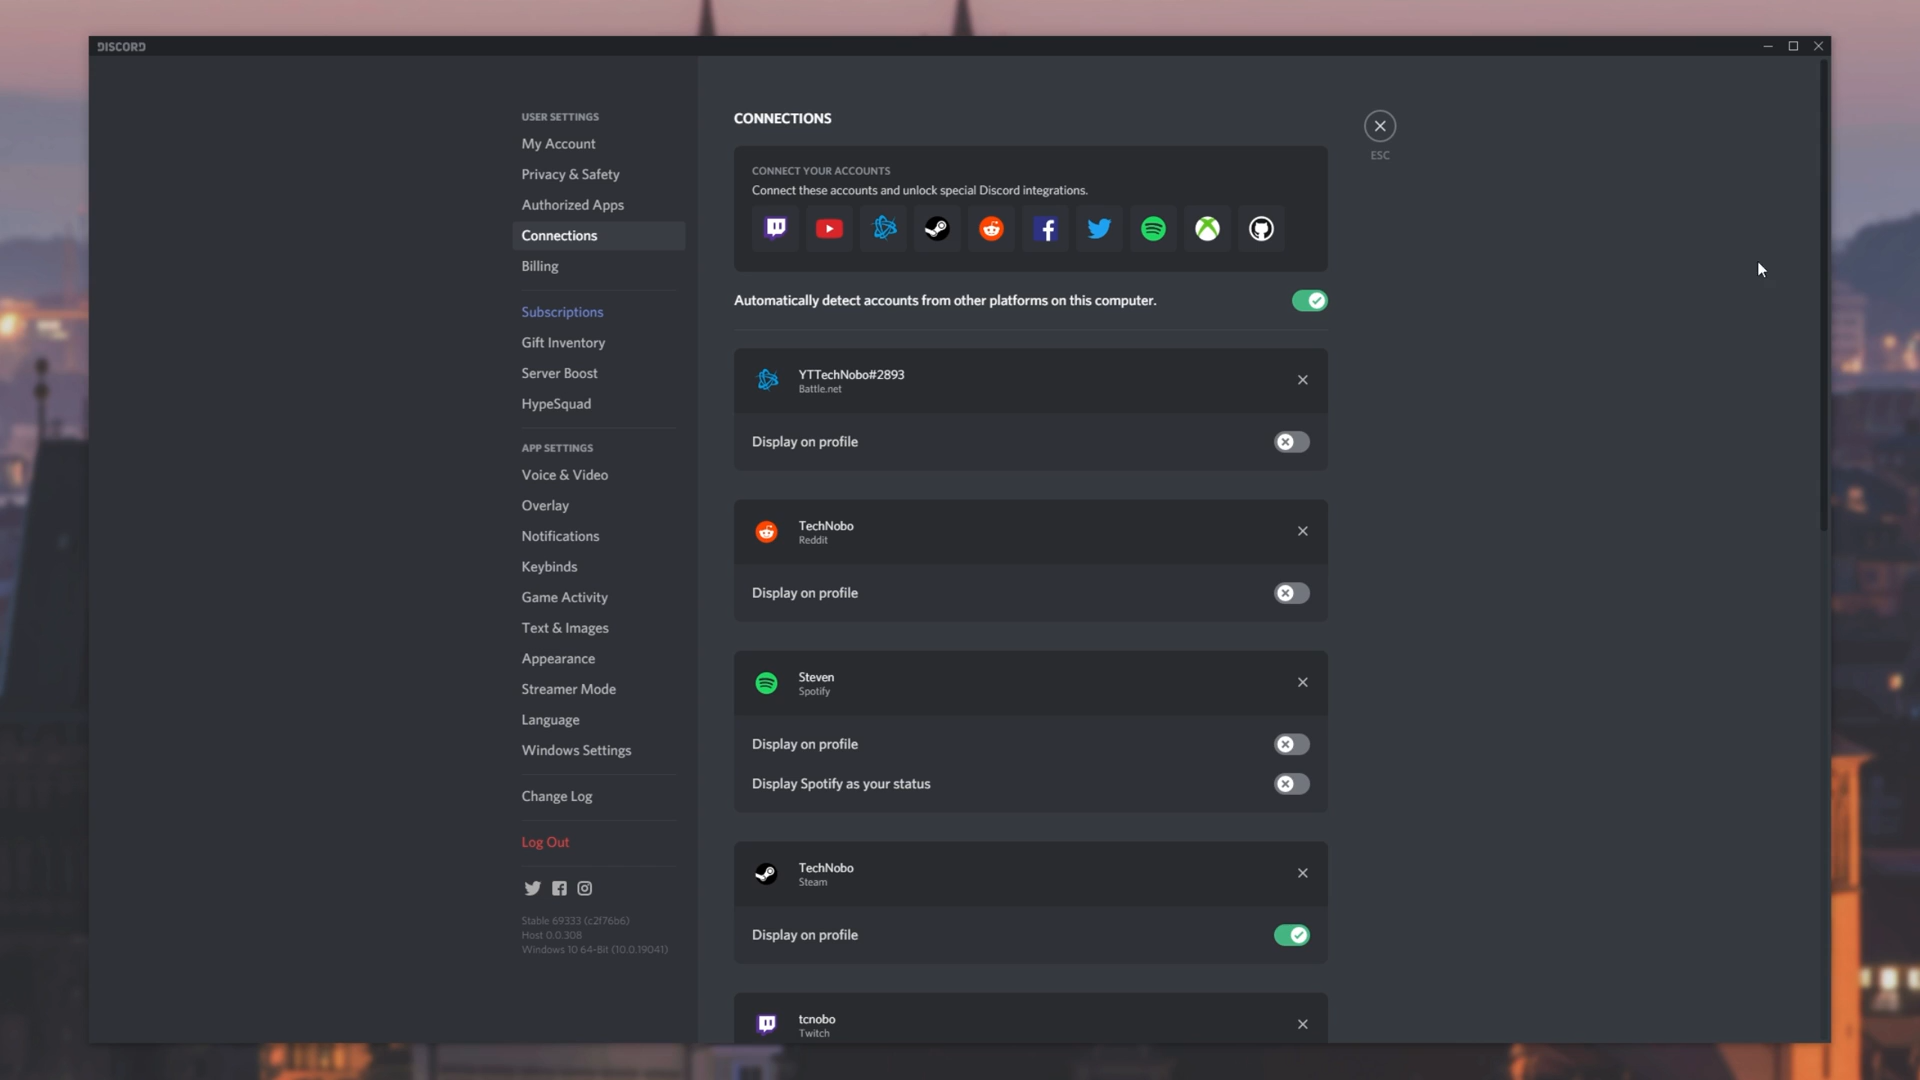 DISCORD
USER SETTINGS
My Account
Privacy & Safety
Authorized Apps
Connections
Billing
Subscriptions
Gift Inventory
Server Boost
HypeSquad
APP SETTINGS
Voice & Video
Overlay
Notifications
Keybinds
Game Activity
Text & Images
Appearance
Streamer Mode
Language
Windows Settings
Change Log
Log Out
Stable 69333 (c2f76b6)
Host 0.0.308
Windows 10 64-Bit (10.0.19041)
CONNECTIONS
ESC
CONNECT YOUR ACCOUNTS
Connect these accounts and unlock special Discord integrations.
Automatically detect accounts from other platforms on this computer.
YTTechNobo#2893
Battle.net
Display on profile
TechNobo
Reddit
Display on profile
Steven
Spotify
Display on profile
Display Spotify as your status
TechNobo
Steam
Display on profile
tcnobo
Twitch